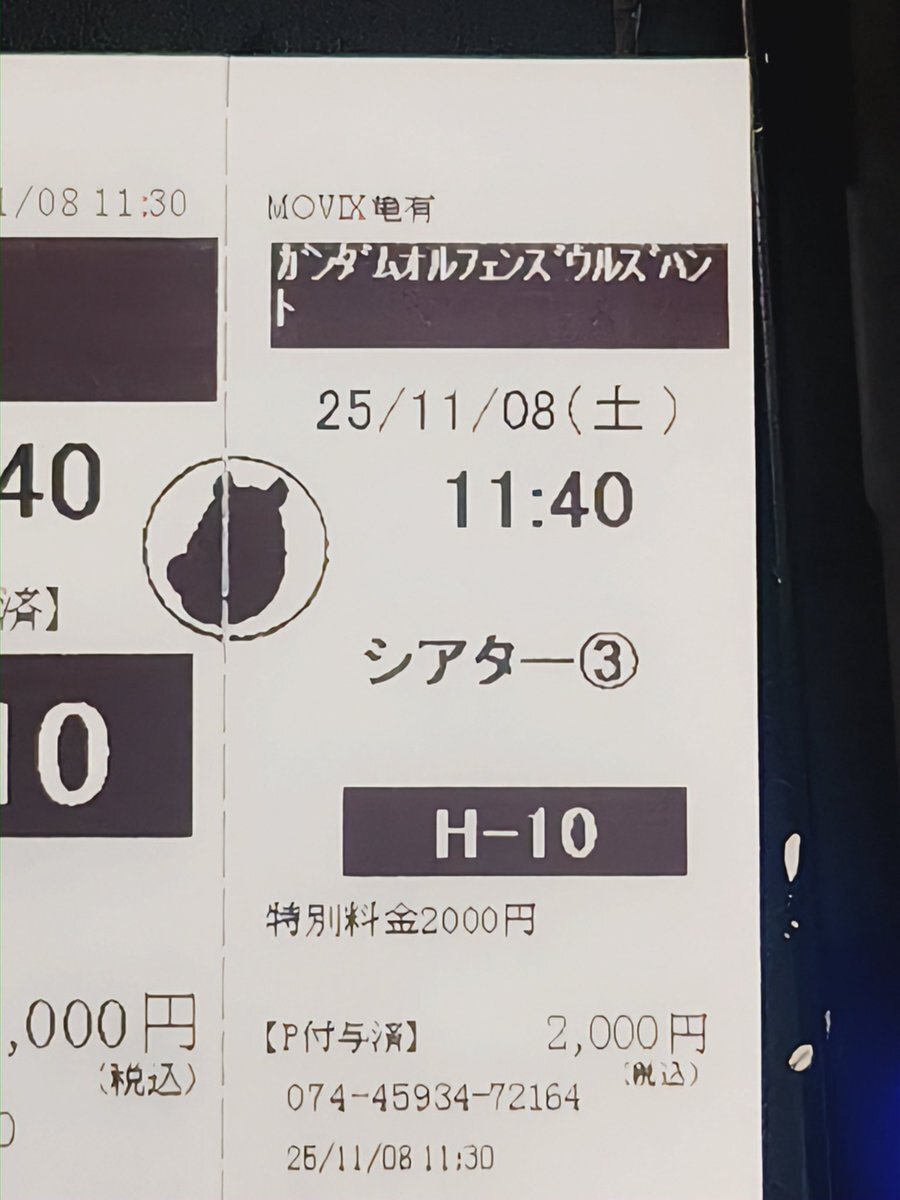 1/08 11:30
40
済】
10
,000円
(税込)
0
MOVIX亀有
ガンダムオルフェンズウルズハン
ト
25/11/08(土)
11:40
シアター③
H-10
特別料金2000円
【P付与済】
2,000円
(税込)
074-45934-72164
25/11/08 11:30